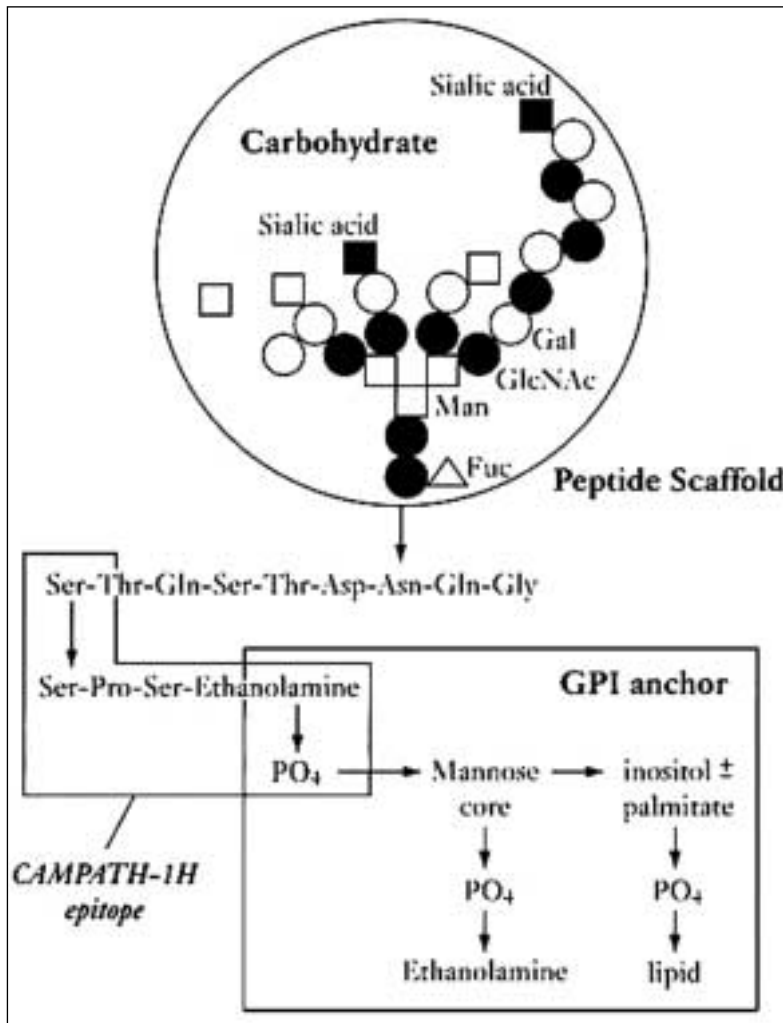 Sialic acid
Carbohydrate
Sialic acid
Gal
GlcNAc
Man
Fuc
Peptide Scaffold
Ser-Thr-Gln-Ser-Thr-Asp-Asn-Gln-Gly
Ser-Pro-Ser-Ethanolamine
GPI anchor
PO₄
Mannose
core
inositol ±
palmitate
CAMPATH-1H
epitope
PO₄
PO₄
Ethanolamine
lipid